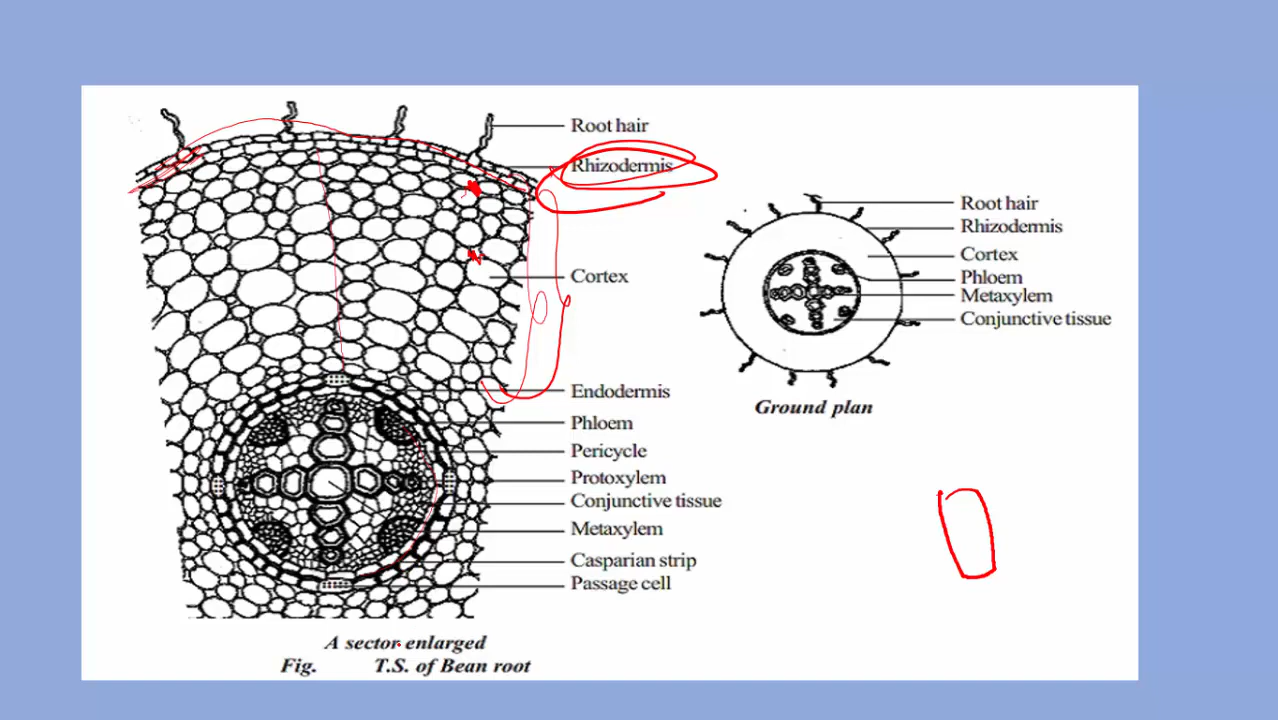 Root hair
Rhizodermis
Cortex
Endodermis
Phloem
Pericycle
Protoxylem
Conjunctive tissue
Metaxylem
Casparian strip
Passage cell
A sector enlarged
Fig. T.S. of Bean root
Root hair
Rhizodermis
Cortex
Phloem
Metaxylem
Conjunctive tissue
Ground plan